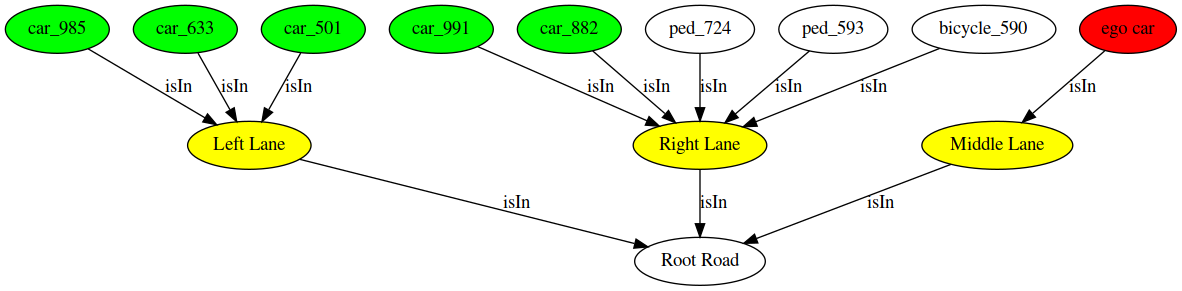 car_985 car_633 car_501 car_991 car_882 ped_724 ped_593 bicycle_590 ego car
isIn isIn isIn isIn isIn isIn isIn isIn isIn
Left Lane Right Lane Middle Lane
isIn isIn isIn
Root Road